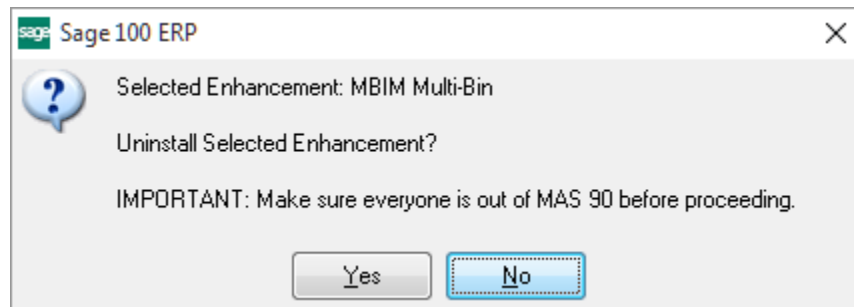 sage Sage 100 ERP
Selected Enhancement: MBIM Multi-Bin
Uninstall Selected Enhancement?
IMPORTANT: Make sure everyone is out of MAS 90 before proceeding.
Yes No